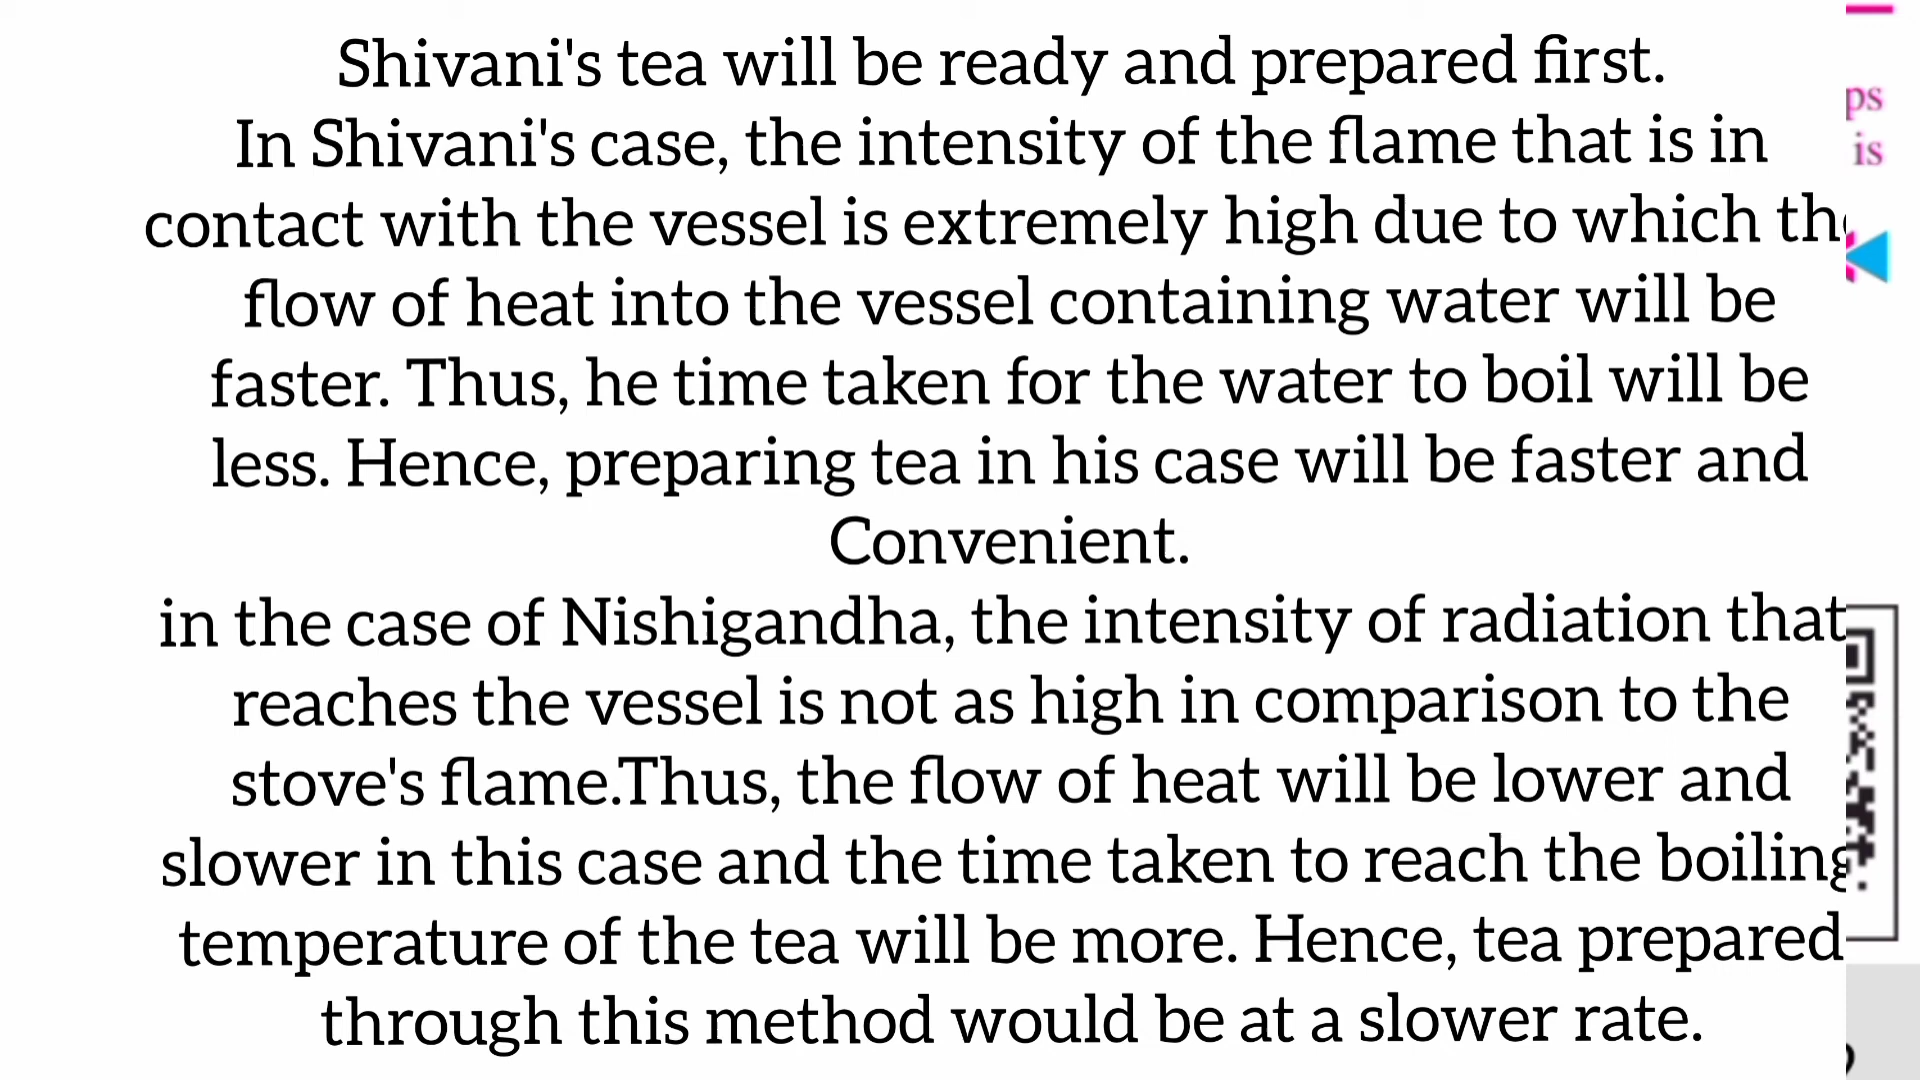 Shivani's tea will be ready and prepared first.
In Shivani's case, the intensity of the flame that is in
contact with the vessel is extremely high due to which the
flow of heat into the vessel containing water will be
faster. Thus, he time taken for the water to boil will be
less. Hence, preparing tea in his case will be faster and
Convenient.
in the case of Nishigandha, the intensity of radiation that
reaches the vessel is not as high in comparison to the
stove's flame.Thus, the flow of heat will be lower and
slower in this case and the time taken to reach the boiling
temperature of the tea will be more. Hence, tea prepared
through this method would be at a slower rate.
ps
is